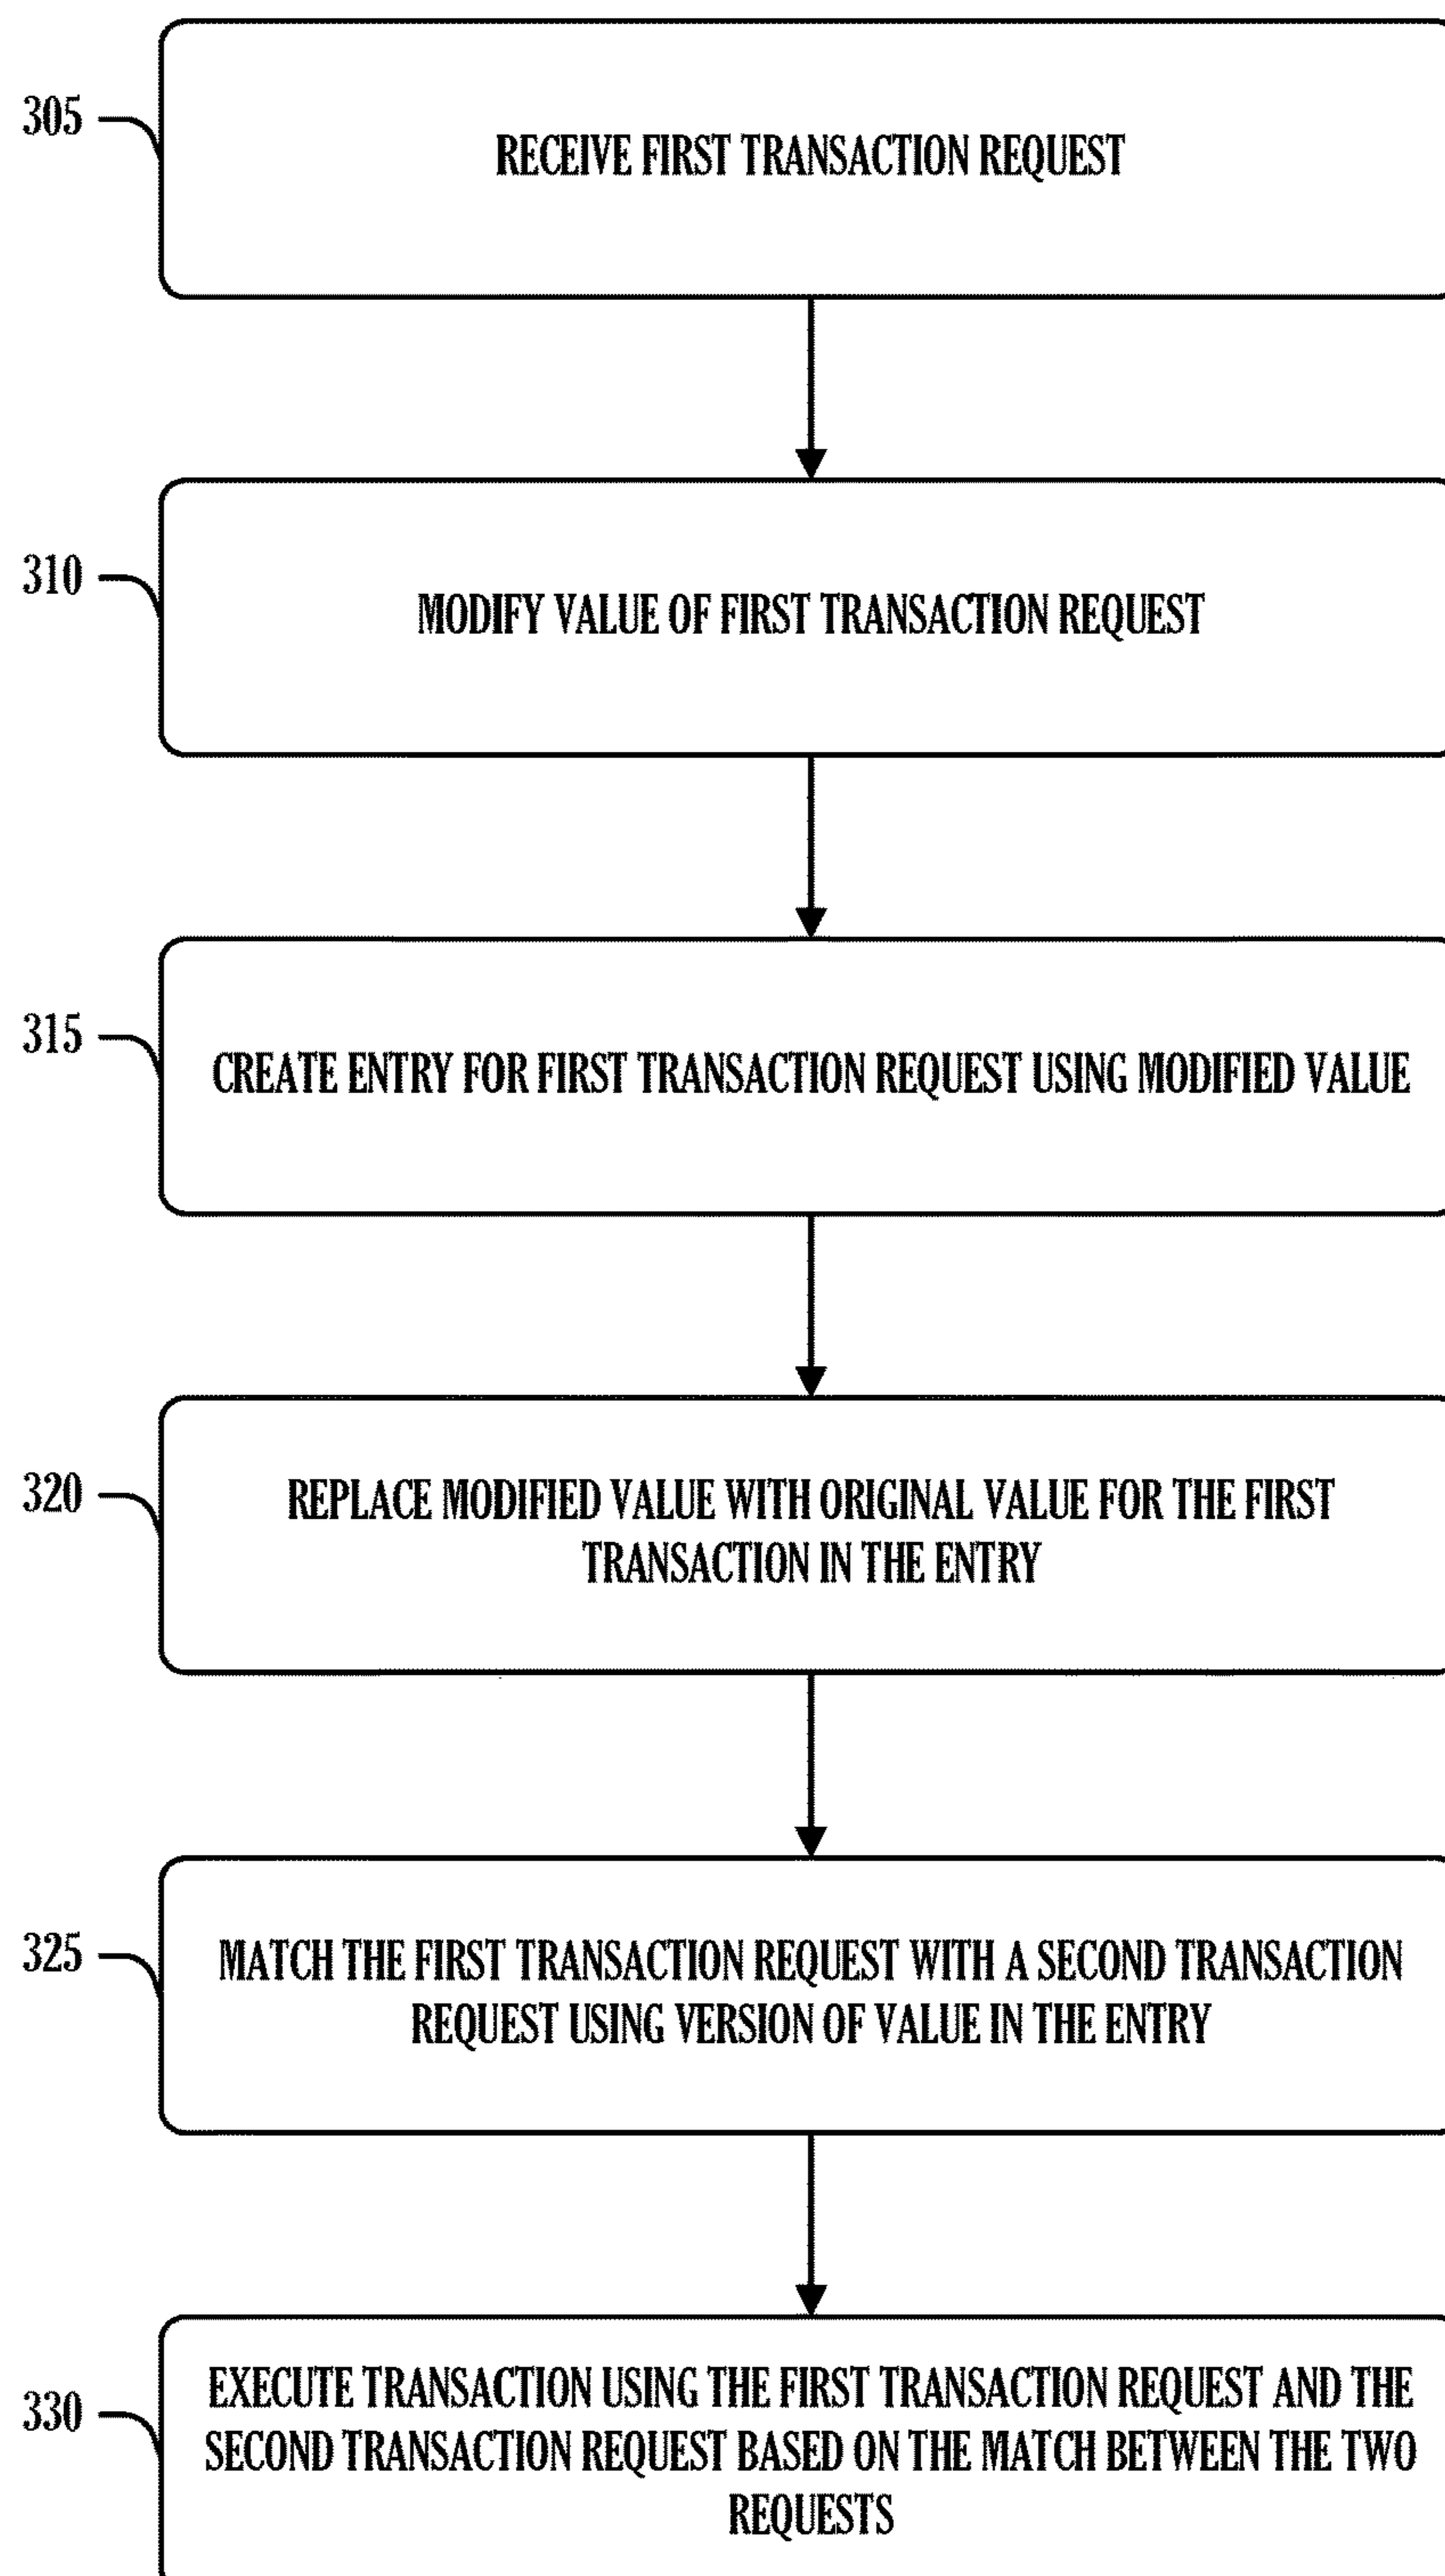 305
RECEIVE FIRST TRANSACTION REQUEST
310
MODIFY VALUE OF FIRST TRANSACTION REQUEST
315
CREATE ENTRY FOR FIRST TRANSACTION REQUEST USING MODIFIED VALUE
320
REPLACE MODIFIED VALUE WITH ORIGINAL VALUE FOR THE FIRST
TRANSACTION IN THE ENTRY
325
MATCH THE FIRST TRANSACTION REQUEST WITH A SECOND TRANSACTION
REQUEST USING VERSION OF VALUE IN THE ENTRY
330
EXECUTE TRANSACTION USING THE FIRST TRANSACTION REQUEST AND THE
SECOND TRANSACTION REQUEST BASED ON THE MATCH BETWEEN THE TWO
REQUESTS